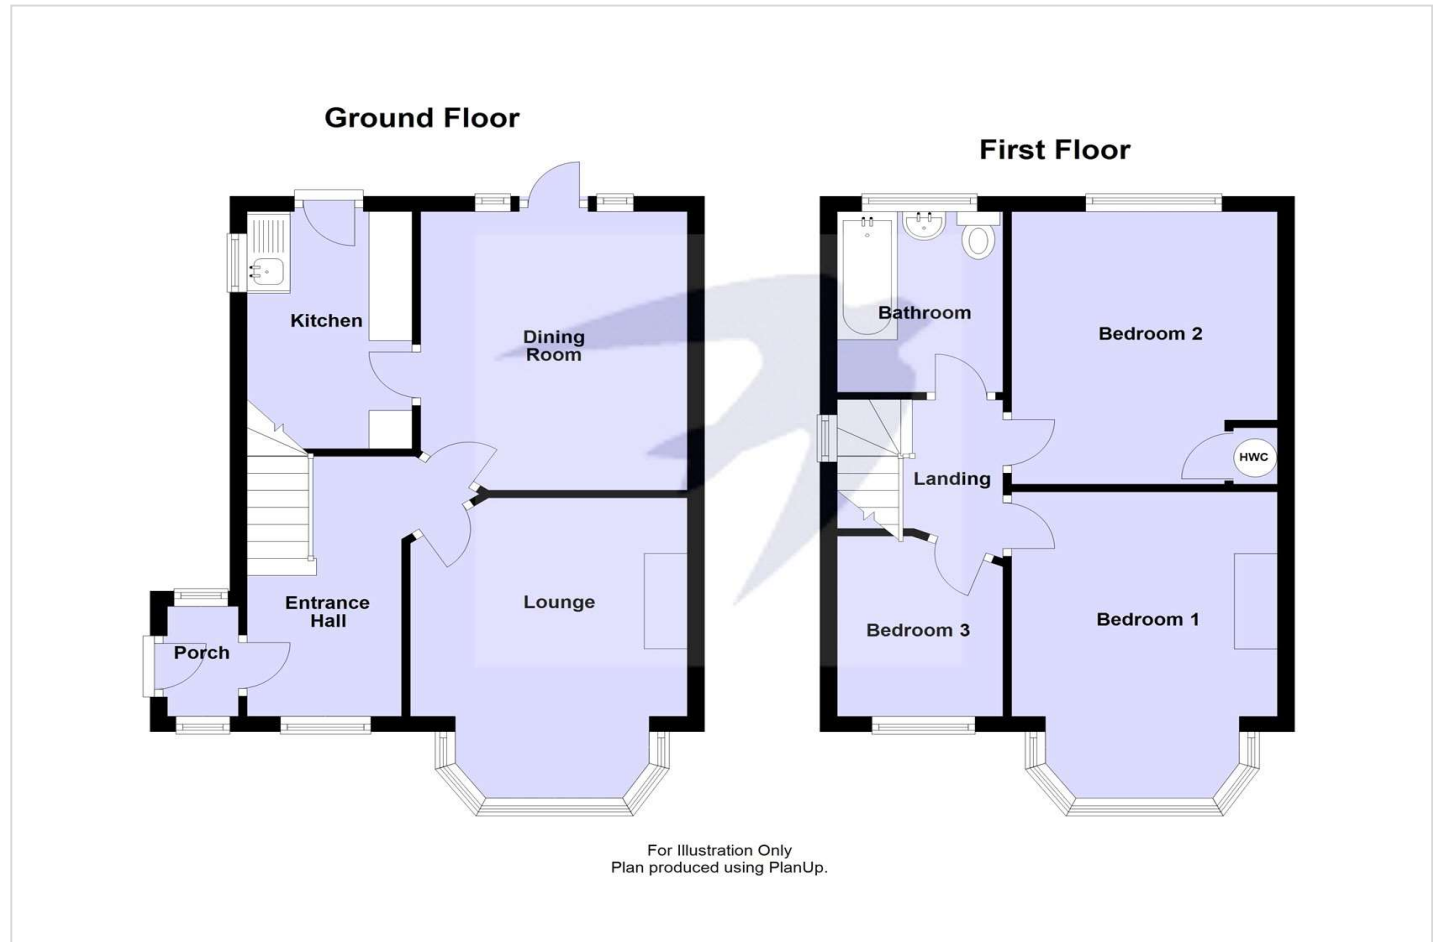 Ground Floor
First Floor
Kitchen
Dining
Room
Entrance
Hall
Porch
Lounge
Bathroom
Bedroom 2
HWC
Landing
Bedroom 3
Bedroom 1
For Illustration Only
Plan produced using PlanUp.